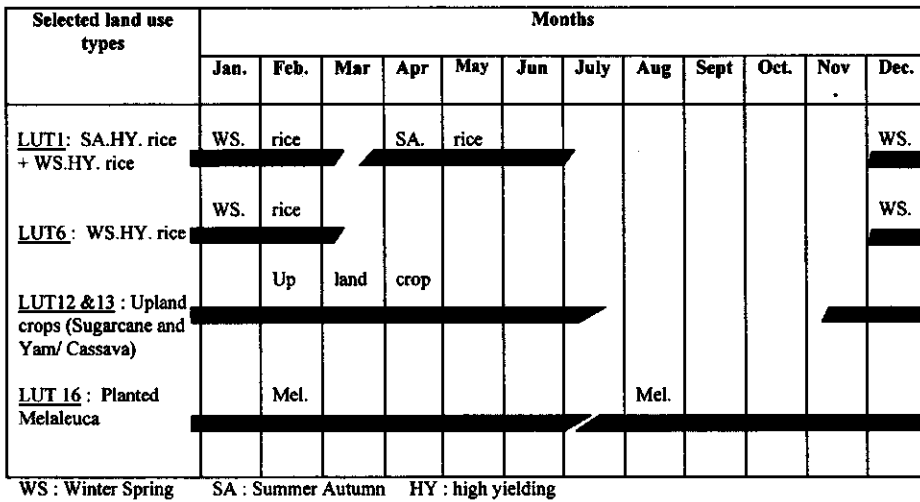 Selected land use types Months
Jan. Feb. Mar Apr May Jun July Aug Sept Oct. Nov Dec.
LUT1: SA.HY. rice + WS.HY. rice WS. rice SA. rice WS.
LUT6 : WS.HY. rice WS. rice WS.
LUT12 &13 : Upland crops (Sugarcane and Yam/ Cassava) Up land crop
LUT 16 : Planted Melaleuca Mel. Mel.
WS : Winter Spring SA : Summer Autumn HY : high yielding